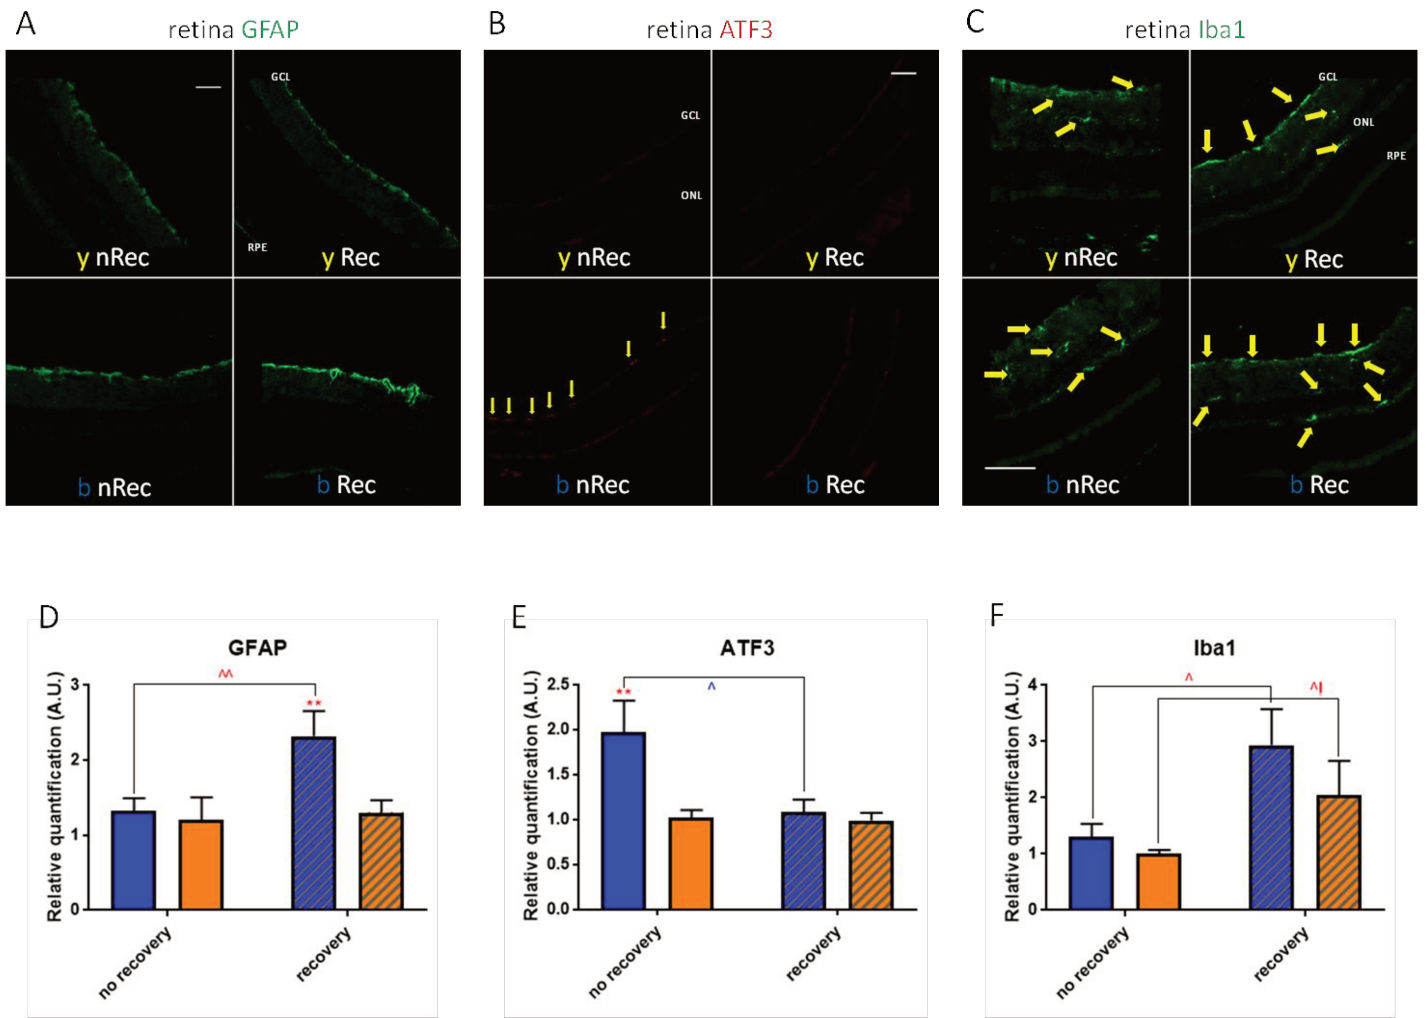 A
retina GFAP
B
retina ATF3
C
retina Iba1
GCL
RPE
y nRec
y Rec
b nRec
b Rec
GCL
ONL
y nRec
y Rec
b nRec
b Rec
GCL
ONL
RPE
y nRec
y Rec
b nRec
b Rec
D
GFAP
^^
**
Relative quantification (A.U.)
3
2
1
0
no recovery
recovery
E
ATF3
**
^
Relative quantification (A.U.)
2.5
2.0
1.5
1.0
0.5
0.0
no recovery
recovery
F
Iba1
^
^|
Relative quantification (A.U.)
4
3
2
1
0
no recovery
recovery